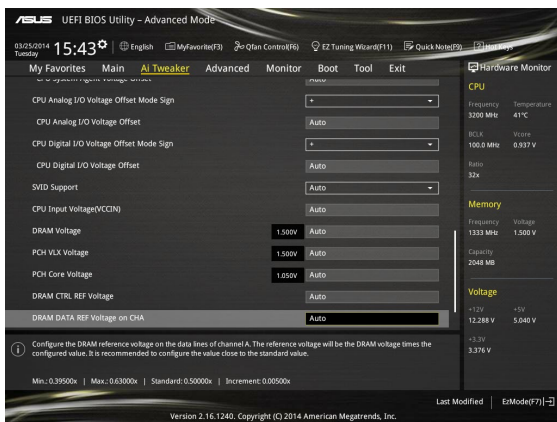 ASUS UEFI BIOS Utility – Advanced Mode
03/25/2014
Tuesday
15:43
English
MyFavorite(F3)
Qfan Control(F6)
EZ Tuning Wizard(F11)
Quick Note(F9)
Hot Keys
My Favorites Main Ai Tweaker Advanced Monitor Boot Tool Exit
CPU System Agent Voltage Offset Auto
CPU Analog I/O Voltage Offset Mode Sign +
CPU Analog I/O Voltage Offset Auto
CPU Digital I/O Voltage Offset Mode Sign +
CPU Digital I/O Voltage Offset Auto
SVID Support Auto
CPU Input Voltage(VCCIN) Auto
DRAM Voltage 1.500V Auto
PCH VLX Voltage 1.500V Auto
PCH Core Voltage 1.050V Auto
DRAM CTRL REF Voltage Auto
DRAM DATA REF Voltage on CHA Auto
Configure the DRAM reference voltage on the data lines of channel A. The reference voltage will be the DRAM voltage times the
configured value. It is recommended to configure the value close to the standard value.
Min.: 0.39500x | Max.: 0.63000x | Standard: 0.50000x | Increment: 0.00500x
Hardware Monitor
CPU
Frequency Temperature
3200 MHz 41°C
BCLK Vcore
100.0 MHz 0.937 V
Ratio
32x
Memory
Frequency Voltage
1333 MHz 1.500 V
Capacity
2048 MB
Voltage
+12V +5V
12.288 V 5.040 V
+3.3V
3.376 V
Last Modified
EzMode(F7)
Version 2.16.1240. Copyright (C) 2014 American Megatrends, Inc.